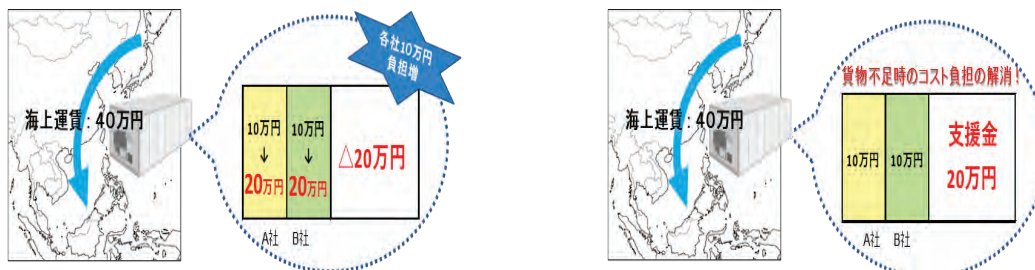 各社10万円
負担増
海上運賃：40万円
10万円
↓
20万円
10万円
↓
20万円
△20万円
A社
B社
貨物不足時のコスト負担の解消！
海上運賃：40万円
10万円
10万円
支援金
20万円
A社
B社